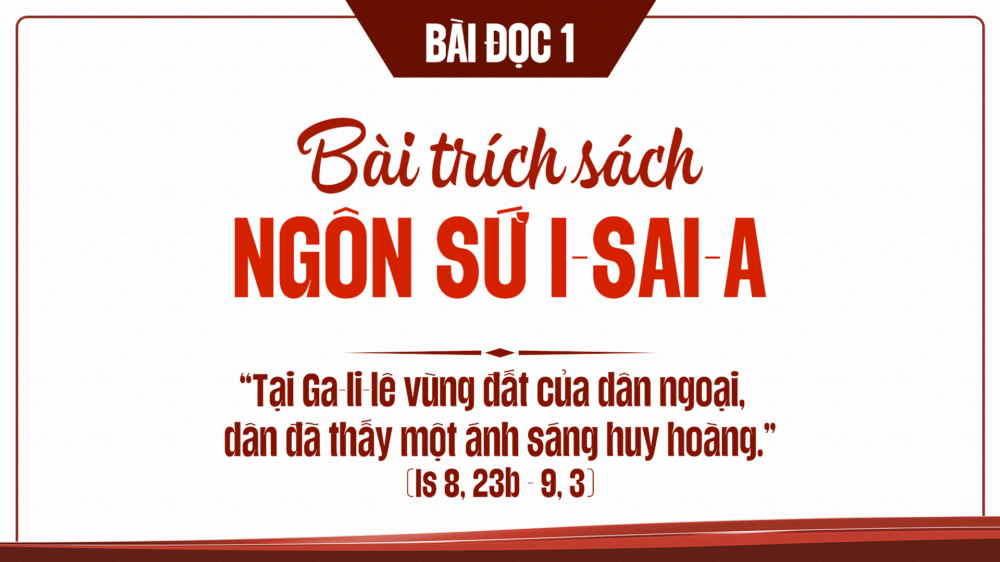 BÀI ĐỌC 1
Bài trích sách
NGÔN SỨ I-SAI-A
“Tại Ga-li-lê vùng đất của dân ngoại,
dân đã thấy một ánh sáng huy hoàng.”
(Is 8, 23b - 9, 3)